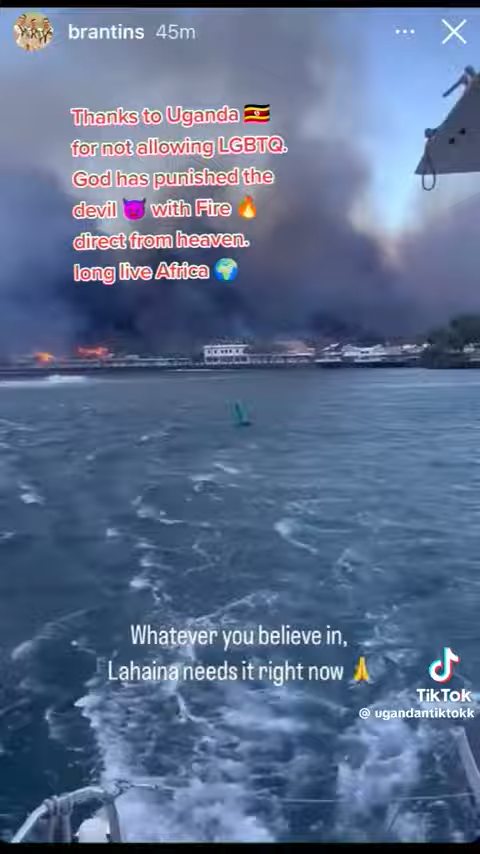 brantins 45m
Thanks to Uganda 🇺🇬
for not allowing LGBTQ.
God has punished the
devil 😈 with Fire 🔥
direct from heaven.
long live Africa 🌍
Whatever you believe in,
Lahaina needs it right now 🙏
TikTok
@ugandantiktokk